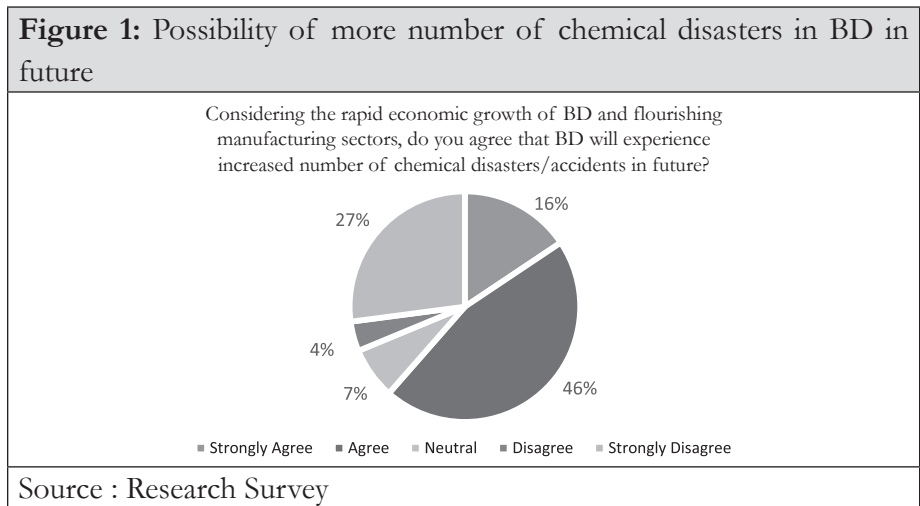 Figure 1: Possibility of more number of chemical disasters in BD in
future
Considering the rapid economic growth of BD and flourishing
manufacturing sectors, do you agree that BD will experience
increased number of chemical disasters/accidents in future?
27%
16%
4%
7%
46%
Strongly Agree Agree Neutral Disagree Strongly Disagree
Source : Research Survey